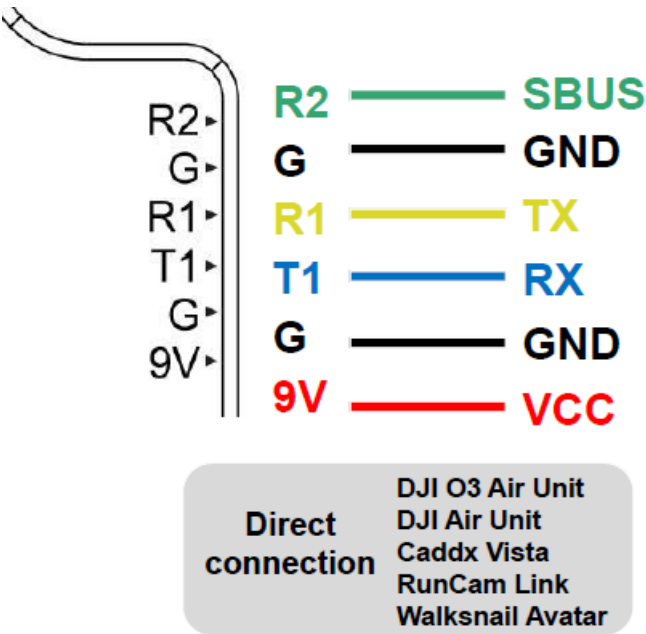 R2
G
R1
T1
G
9V
R2 SBUS
G GND
R1 TX
T1 RX
G GND
9V VCC
Direct
connection
DJI O3 Air Unit
DJI Air Unit
Caddx Vista
RunCam Link
Walksnail Avatar